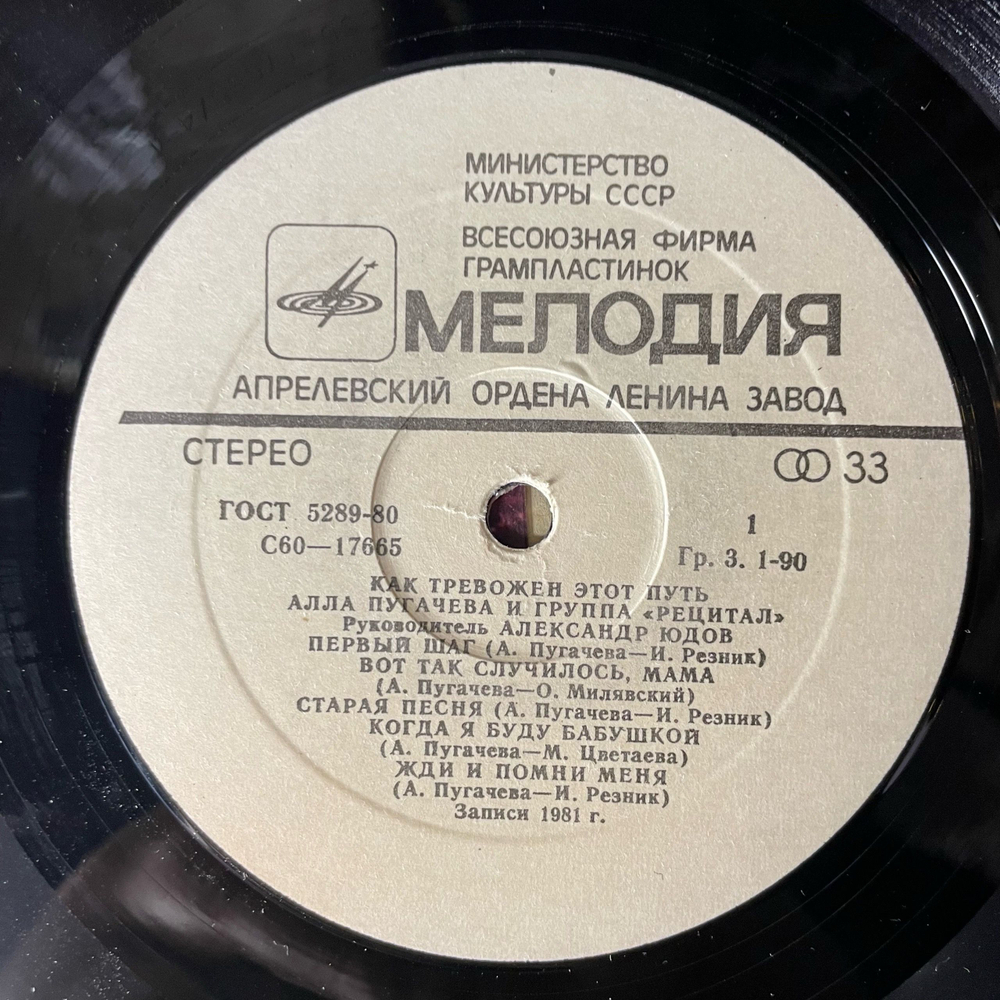 МИНИСТЕРСТВО
КУЛЬТУРЫ СССР
ВСЕСОЮЗНАЯ ФИРМА
ГРАМПЛАСТИНОК
МЕЛОДИЯ
АПРЕЛЕВСКИЙ ОРДЕНА ЛЕНИНА ЗАВОД
СТЕРЕО
33
ГОСТ 5289-80
С60—17665
1
Гр. 3. 1-90
КАК ТРЕВОЖЕН ЭТОТ ПУТЬ
АЛЛА ПУГАЧЕВА И ГРУППА «РЕЦИТАЛ»
Руководитель АЛЕКСАНДР ЮДОВ
ПЕРВЫЙ ШАГ (А. Пугачева—И. Резник)
ВОТ ТАК СЛУЧИЛОСЬ, МАМА
(А. Пугачева—О. Милявский)
СТАРАЯ ПЕСНЯ (А. Пугачева—И. Резник)
КОГДА Я БУДУ БАБУШКОЙ
(А. Пугачева—М. Цветаева)
ЖДИ И ПОМНИ МЕНЯ
(А. Пугачева—И. Резник)
Записи 1981 г.